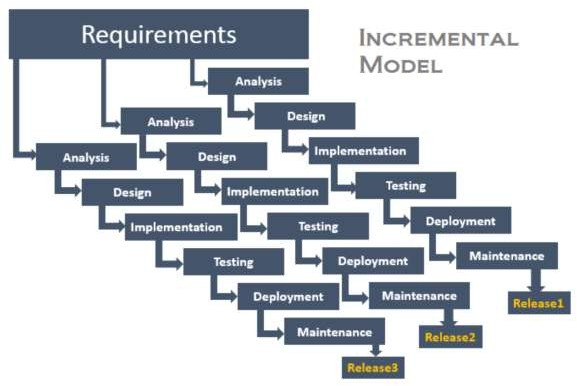 Requirements
INCREMENTAL
MODEL
Analysis
Design
Implementation
Testing
Deployment
Maintenance
Release1
Analysis
Design
Implementation
Testing
Deployment
Maintenance
Release2
Analysis
Design
Implementation
Testing
Deployment
Maintenance
Release3